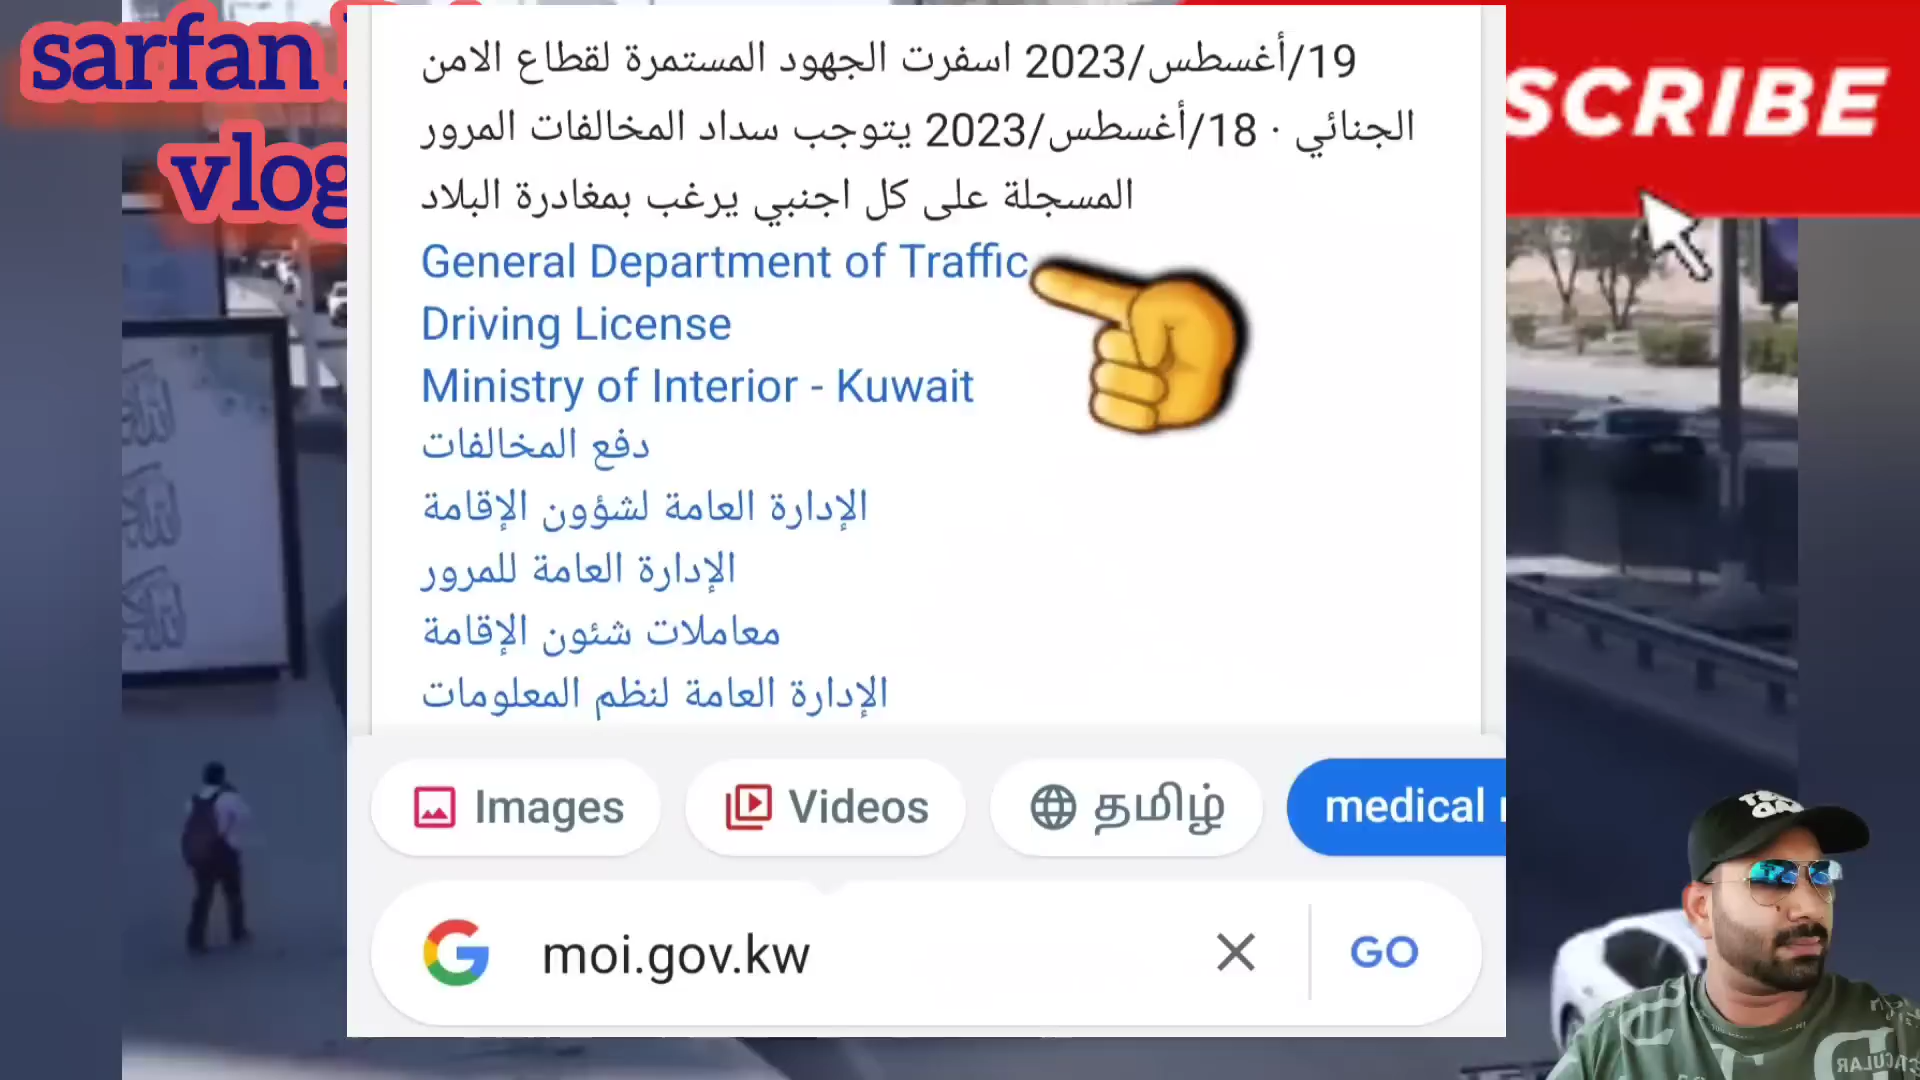 sarfan
vlog
SCRIBE
19/أغسطس/2023 اسفرت الجهود المستمرة لقطاع الامن
الجنائي · 18/أغسطس/2023 يتوجب سداد المخالفات المرور
المسجلة على كل اجنبي يرغب بمغادرة البلاد
General Department of Traffic
Driving License
Ministry of Interior - Kuwait
دفع المخالفات
الإدارة العامة لشؤون الإقامة
الإدارة العامة للمرور
معاملات شئون الإقامة
الإدارة العامة لنظم المعلومات
Images Videos தமிழ் medical
moi.gov.kw GO